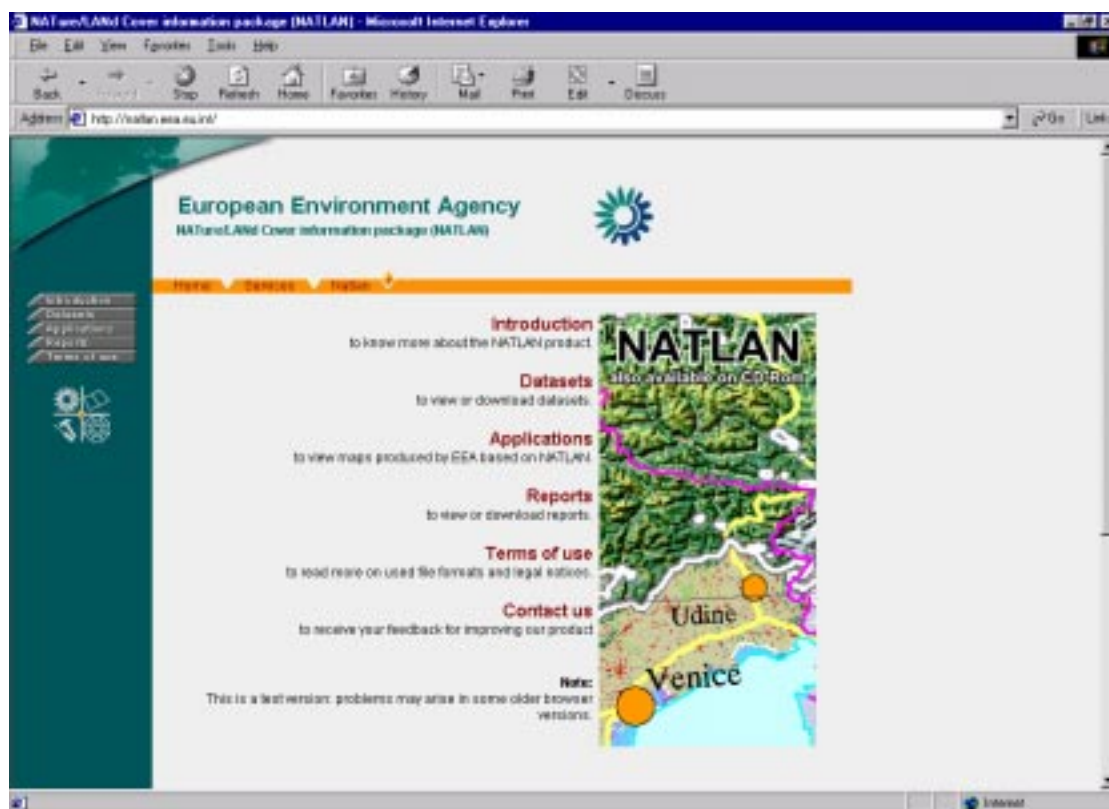 NATure/LANd Cover information package (NATLAN) - Microsoft Internet Explorer
File Edit View Favorites Tools Help
Back Forward Stop Refresh Home Favorites History Mail Print Edit Discuss
Address http://natlan.eea.eu.int/ Go Link
European Environment Agency
NATure/LANd Cover information package (NATLAN)
Home Services Natlan
Introduction
Datasets
Applications
Reports
Terms of use
Introduction
to know more about the NATLAN product.
Datasets
to view or download datasets.
Applications
to view maps produced by EEA based on NATLAN.
Reports
to view or download reports.
Terms of use
to read more on used file formats and legal notices.
Contact us
to receive your feedback for improving our product
Note:
This is a test version: problems may arise in some older browser
versions.
NATLAN
also available on CD-Rom
Udine
Venice
Internet